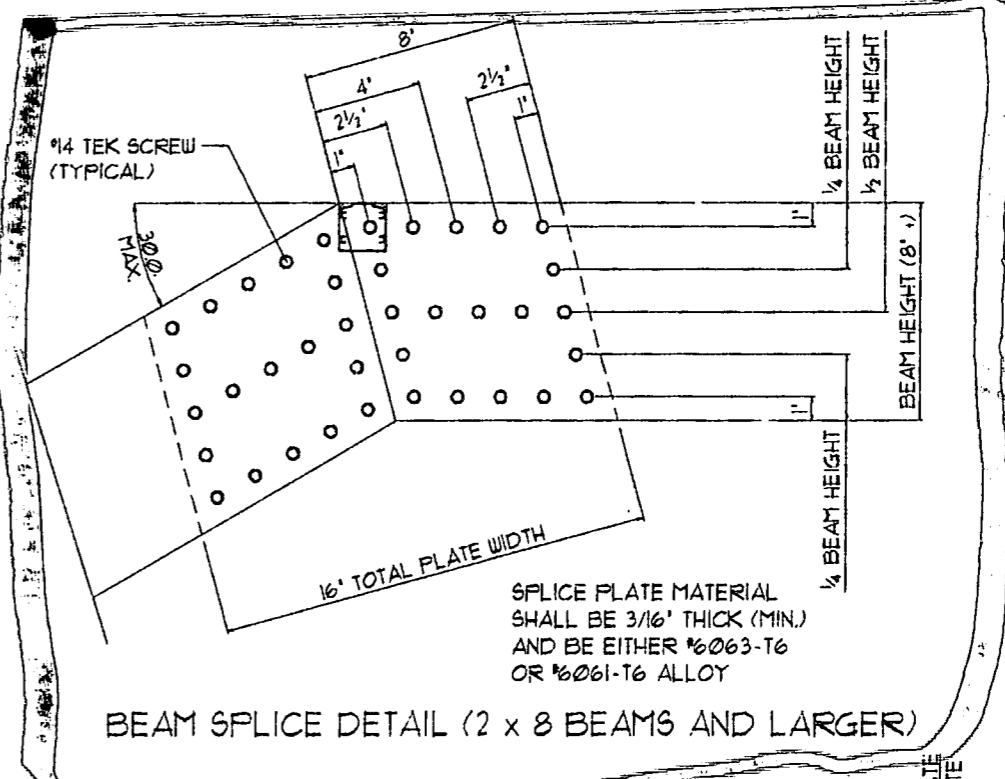 8"
4"
2½"
2½"
1"
1"
#14 TEK SCREW
(TYPICAL)
30.0
MAX.
¼ BEAM HEIGHT
½ BEAM HEIGHT
1"
BEAM HEIGHT (8" +)
1"
¼ BEAM HEIGHT
16" TOTAL PLATE WIDTH
SPLICE PLATE MATERIAL
SHALL BE 3/16" THICK (MIN.)
AND BE EITHER #6063-T6
OR #6061-T6 ALLOY
BEAM SPLICE DETAIL (2 x 8 BEAMS AND LARGER)